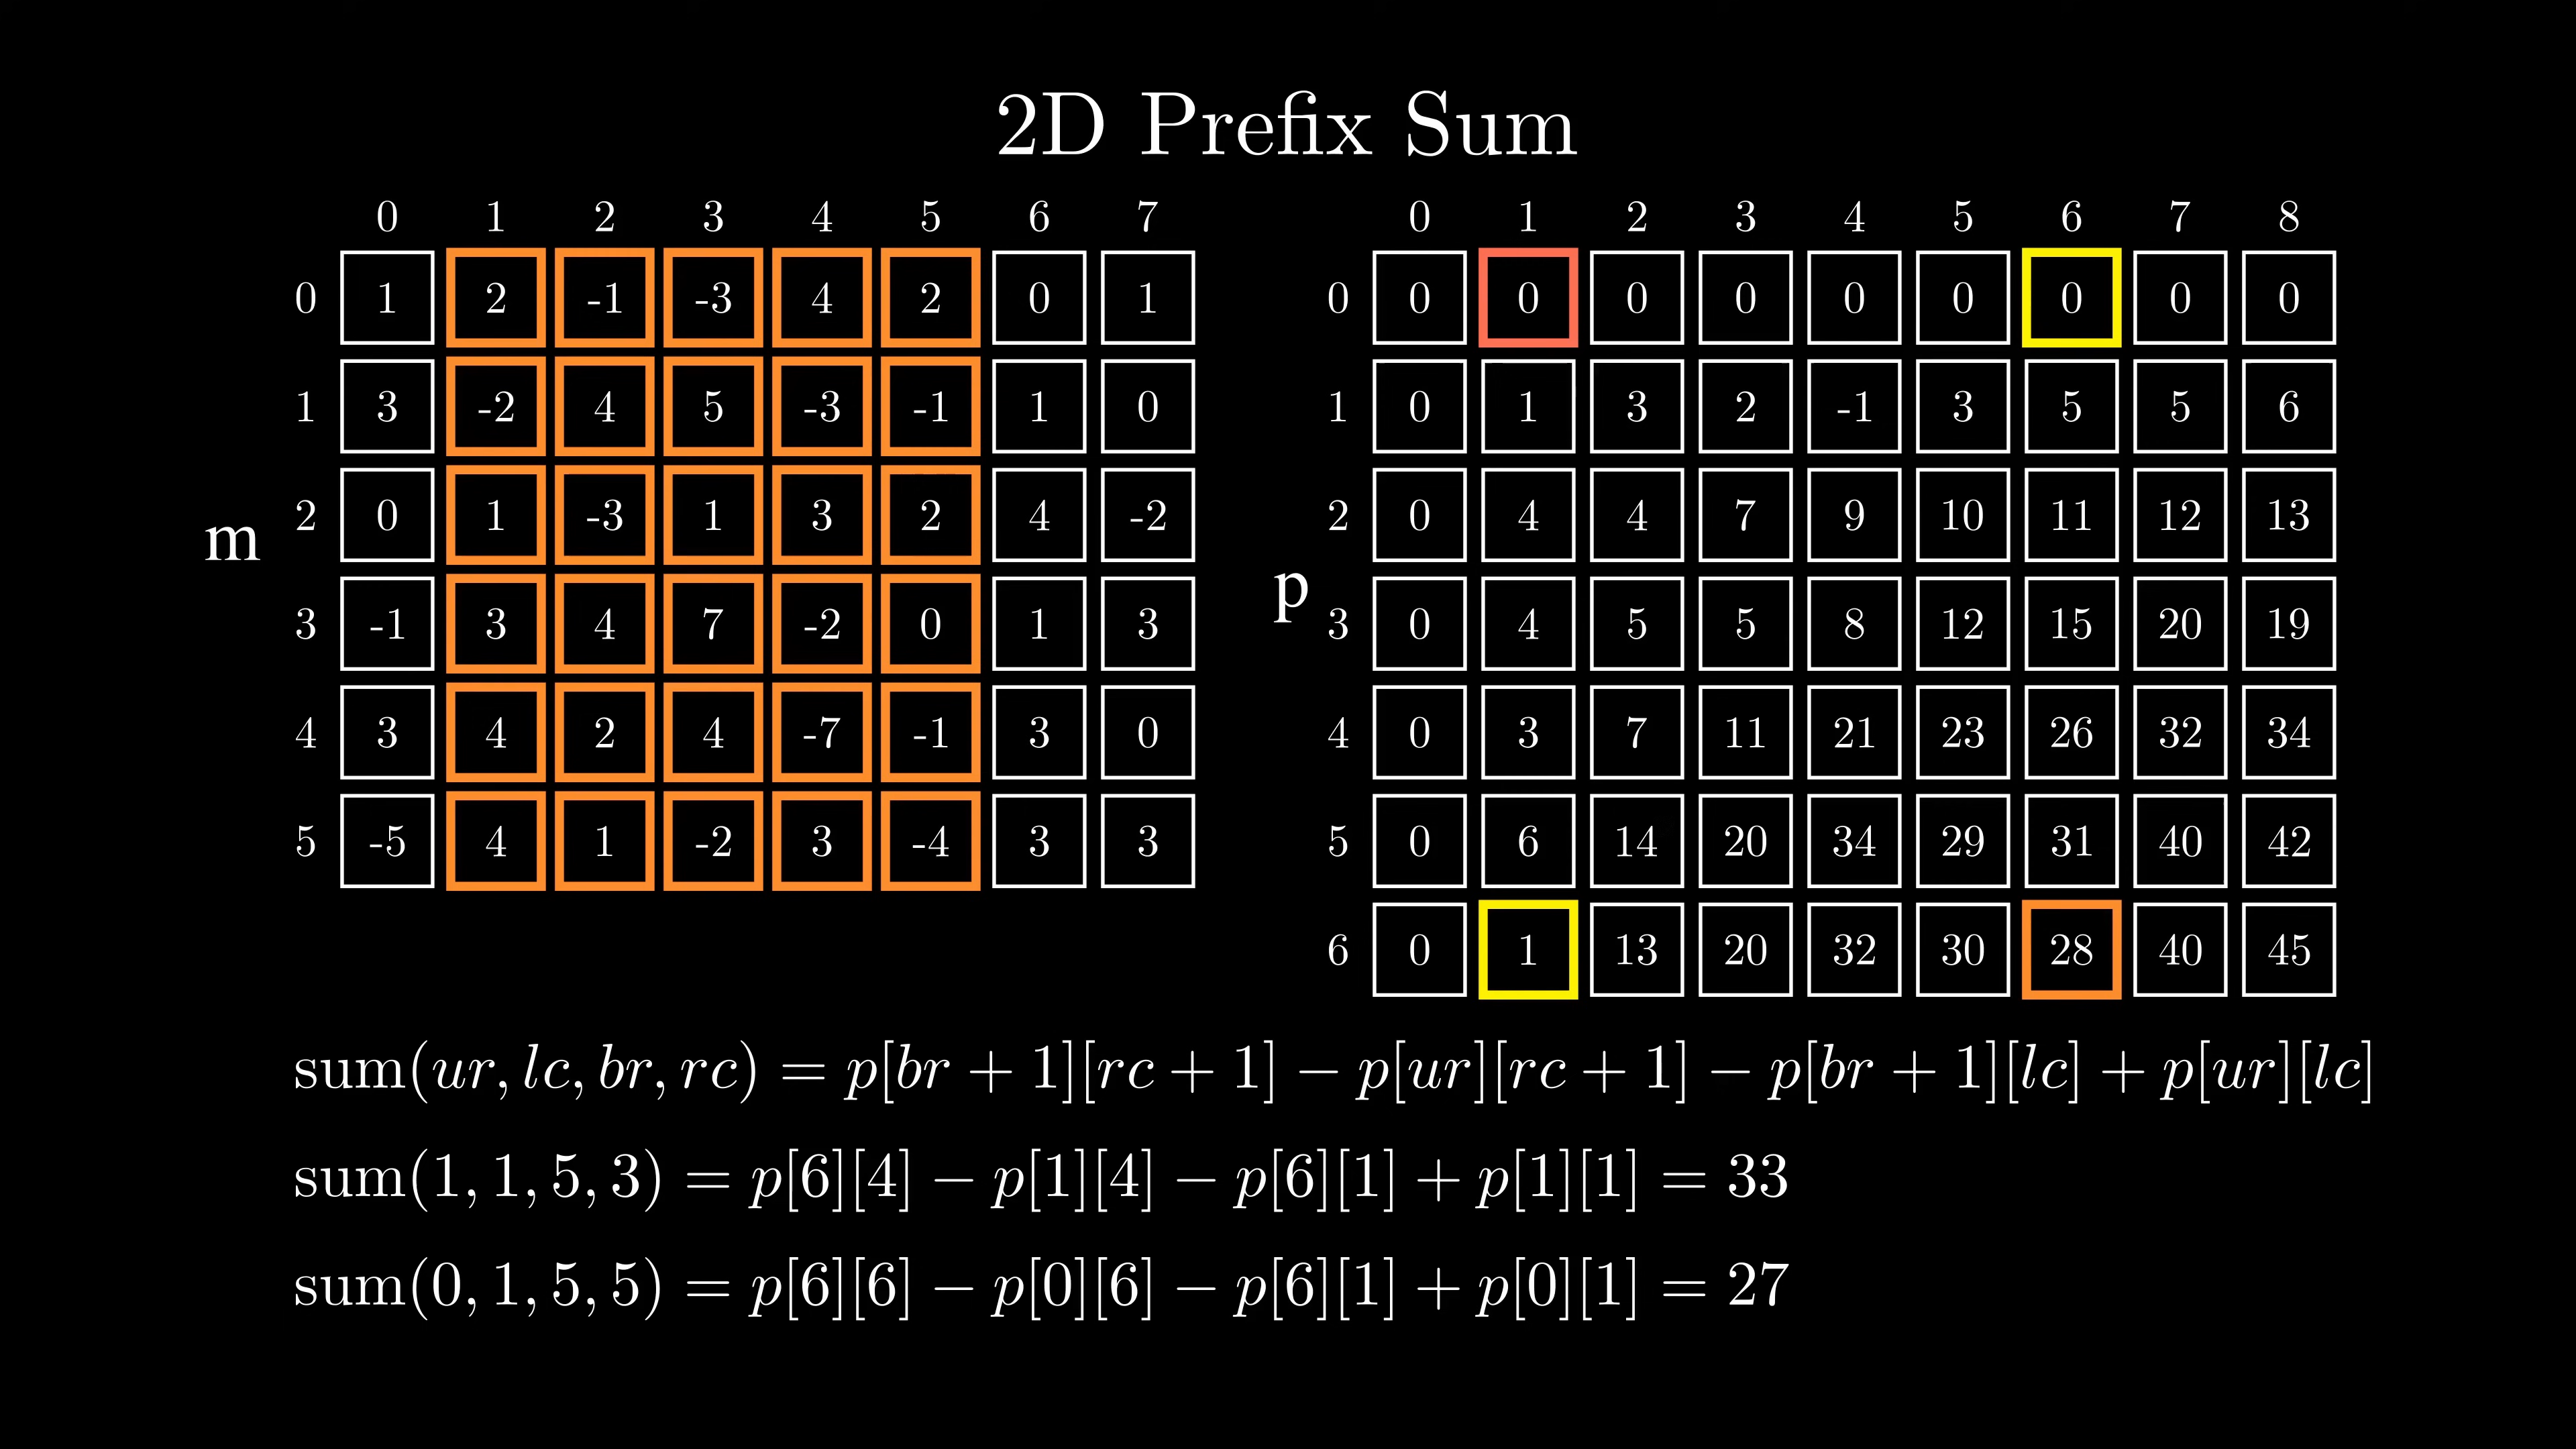 2D Prefix Sum
0 1 2 3 4 5 6 7
0 1 2 -1 -3 4 2 0 1
1 3 -2 4 5 -3 -1 1 0
2 0 1 -3 1 3 2 4 -2
m
3 -1 3 4 7 -2 0 1 3
4 3 4 2 4 -7 -1 3 0
5 -5 4 1 -2 3 -4 3 3
0 1 2 3 4 5 6 7 8
0 0 0 0 0 0 0 0 0 0
1 0 1 3 2 -1 3 5 5 6
2 0 4 4 7 9 10 11 12 13
p
3 0 4 5 5 8 12 15 20 19
4 0 3 7 11 21 23 26 32 34
5 0 6 14 20 34 29 31 40 42
6 0 1 13 20 32 30 28 40 45
sum(ur, lc, br, rc) = p[br + 1][rc + 1] − p[ur][rc + 1] − p[br + 1][lc] + p[ur][lc]
sum(1, 1, 5, 3) = p[6][4] − p[1][4] − p[6][1] + p[1][1] = 33
sum(0, 1, 5, 5) = p[6][6] − p[0][6] − p[6][1] + p[0][1] = 27